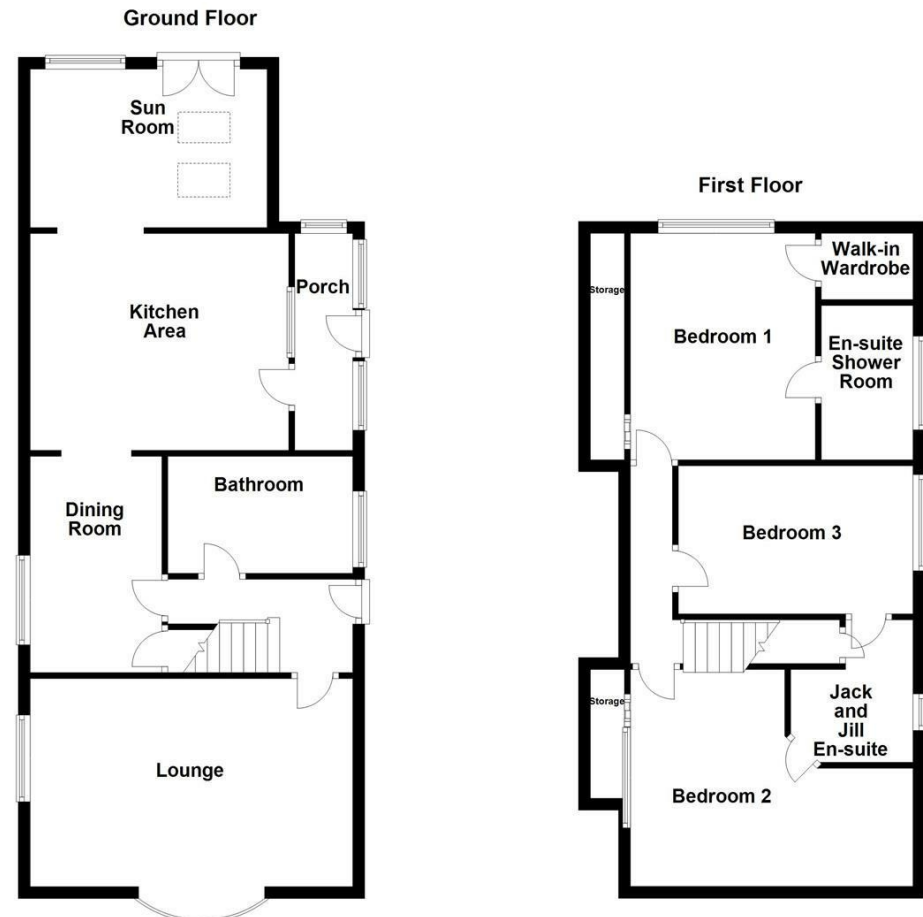 Ground Floor
Sun
Room
Kitchen
Area
Porch
Dining
Room
Bathroom
Lounge
First Floor
Storage
Bedroom 1
Walk-in
Wardrobe
En-suite
Shower
Room
Bedroom 3
Storage
Bedroom 2
Jack
and
Jill
En-suite